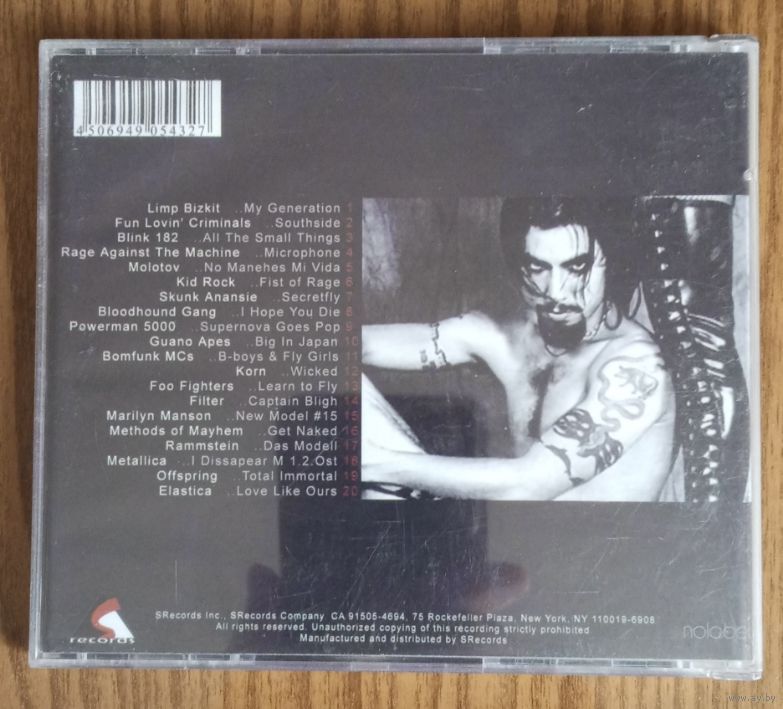 4506949 054327
Limp Bizkit ..My Generation 1
Fun Lovin' Criminals ..Southside 2
Blink 182 ..All The Small Things 3
Rage Against The Machine ..Microphone 4
Molotov ..No Manehes Mi Vida 5
Kid Rock ..Fist of Rage 6
Skunk Anansie ..Secretfly 7
Bloodhound Gang ..I Hope You Die 8
Powerman 5000 ..Supernova Goes Pop 9
Guano Apes ..Big In Japan 10
Bomfunk MCs ..B-boys & Fly Girls 11
Korn ..Wicked 12
Foo Fighters ..Learn to Fly 13
Filter ..Captain Bligh 14
Marilyn Manson ..New Model #15 15
Methods of Mayhem ..Get Naked 16
Rammstein ..Das Modell 17
Metallica ..I Dissapear M 1.2.Ost 18
Offspring ..Total Immortal 19
Elastica ..Love Like Ours 20
records
SRecords Inc., SRecords Company CA 91505-4694, 75 Rockefeller Plaza, New York, NY 110019-6908
All rights reserved. Unauthorized copying of this recording strictly prohibited
Manufactured and distributed by SRecords
www.ay.by